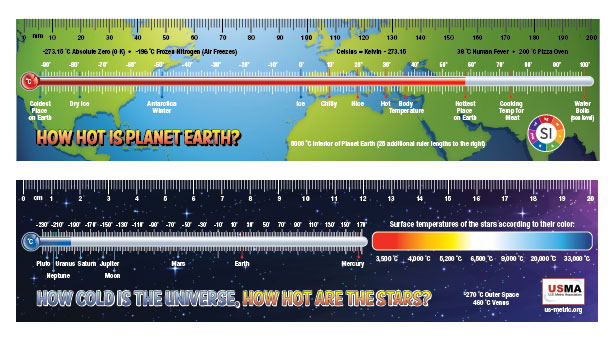 0 10 20 30 40 50 60 70 80 90 100 110 120 130 140 150 160 170 180 190 200
mm
-273.15 °C Absolute Zero (0 K) • -196 °C Frozen Nitrogen (Air Freezes) Celsius = Kelvin - 273.15 38 °C Human Fever • 200 °C Pizza Oven
°C -90° -80° -70° -60° -50° -40° -30° -20° -10° 0° 10° 20° 30° 40° 50° 60° 70° 80° 90° 100°
Coldest Place on Earth
Dry Ice
Antarctica Winter
Ice
Chilly
Nice
Hot
Body Temperature
Hottest Place on Earth
Cooking Temp for Meat
Water Boils (sea level)
HOW HOT IS PLANET EARTH?
6000 °C Interior of Planet Earth (26 additional ruler lengths to the right)
SI
0 1 2 3 4 5 6 7 8 9 10 11 12 13 14 15 16 17 18 19 20
cm
°C -230° -210° -190° -170° -150° -130° -110° -90° -70° -50° -30° -10° 10° 30° 50° 70° 90° 110° 130° 150° 170°
Surface temperatures of the stars according to their color:
3,500 °C 4,000 °C 5,200 °C 6,600 °C 9,000 °C 20,000 °C 33,000 °C
Pluto Uranus Saturn Jupiter Mars Earth Mercury
Neptune Moon
HOW COLD IS THE UNIVERSE, HOW HOT ARE THE STARS?
-270 °C Outer Space
460 °C Venus
USMA
U.S. Metric Association
us-metric.org